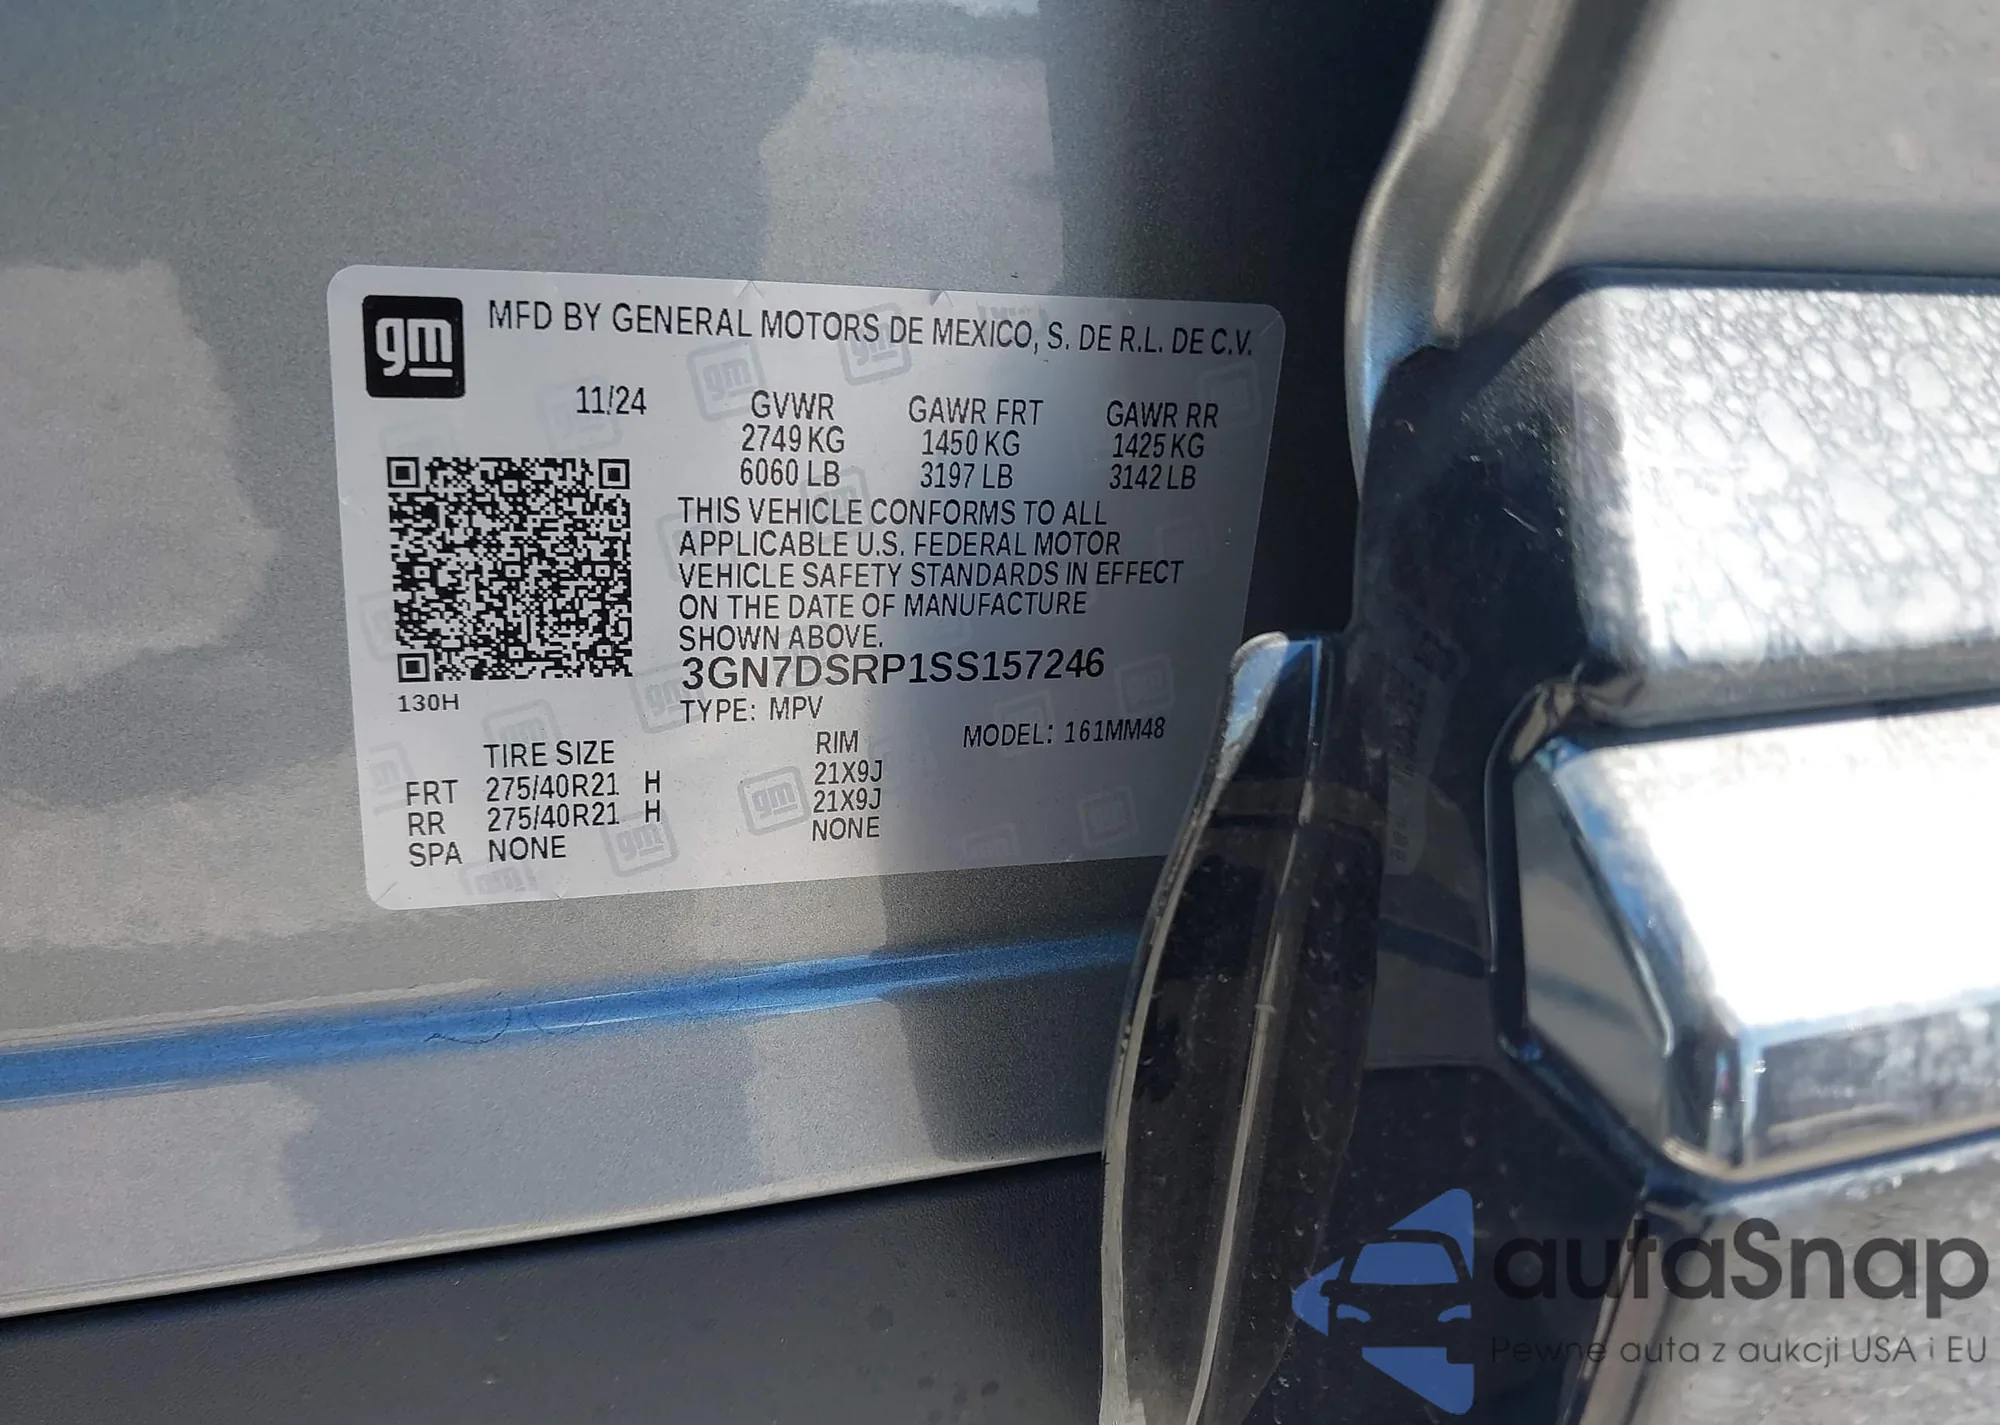 gm MFD BY GENERAL MOTORS DE MEXICO, S. DE R.L. DE C.V.
11/24 GVWR GAWR FRT GAWR RR
2749 KG 1450 KG 1425 KG
6060 LB 3197 LB 3142 LB
THIS VEHICLE CONFORMS TO ALL
APPLICABLE U.S. FEDERAL MOTOR
VEHICLE SAFETY STANDARDS IN EFFECT
ON THE DATE OF MANUFACTURE
SHOWN ABOVE.
3GN7DSRP1SS157246
130H
TYPE: MPV MODEL: 161MM48
TIRE SIZE RIM
FRT 275/40R21 H 21X9J
RR 275/40R21 H 21X9J
SPA NONE NONE
autaSnap
Pewne auta z aukcji USA i EU